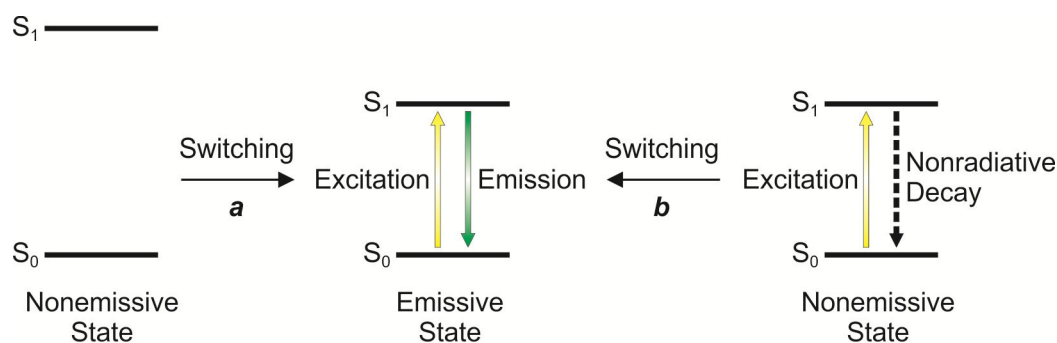 S₁
S₀
Nonemissive
State
Switching
a
S₁
Excitation
Emission
S₀
Emissive
State
Switching
b
S₁
Excitation
Nonradiative
Decay
S₀
Nonemissive
State